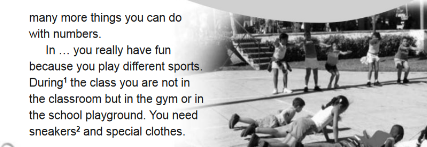 many more things you can do
with numbers.
In … you really have fun
because you play different sports.
During¹ the class you are not in
the classroom but in the gym or in
the school playground. You need
sneakers² and special clothes.